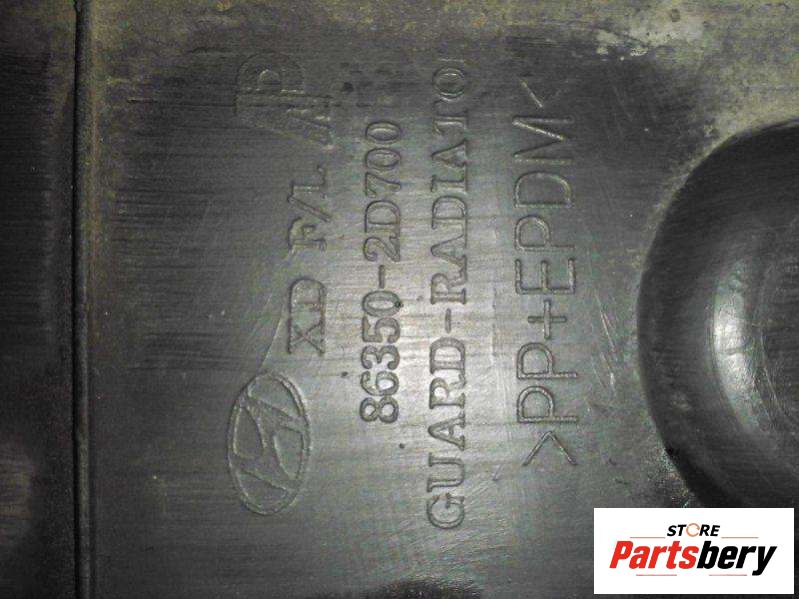 XD F/L
86350-2D700
GUARD-RADIATO
>PP+EPDM<
STORE
Partsbery